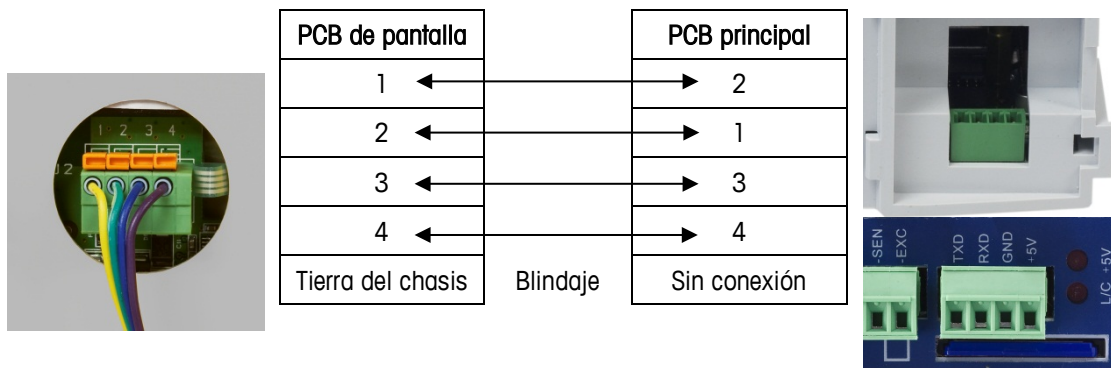 PCB de pantalla PCB principal
1 2
2 1
3 3
4 4
Tierra del chasis Blindaje Sin conexión
1 2 3 4
J2
-SEN
-EXC
TXD
RXD
GND
+5V
L/C +5V